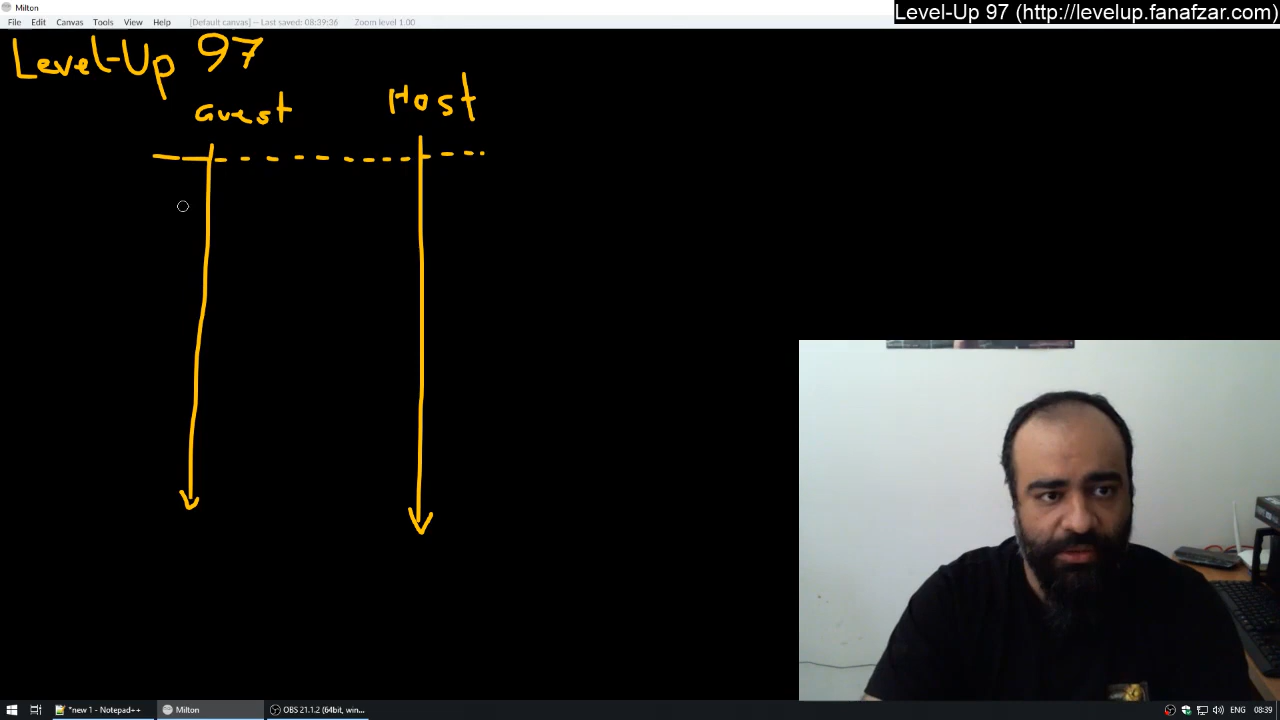 Milton
Level-Up 97 (http://levelup.fanafzar.com)
File Edit Canvas Tools View Help [Default canvas] -- Last saved: 08:39:36 Zoom level 1.00
Level-Up 97
Guest Host
*new 1 - Notepad++ Milton OBS 21.1.2 (64bit, win... ENG 08:39